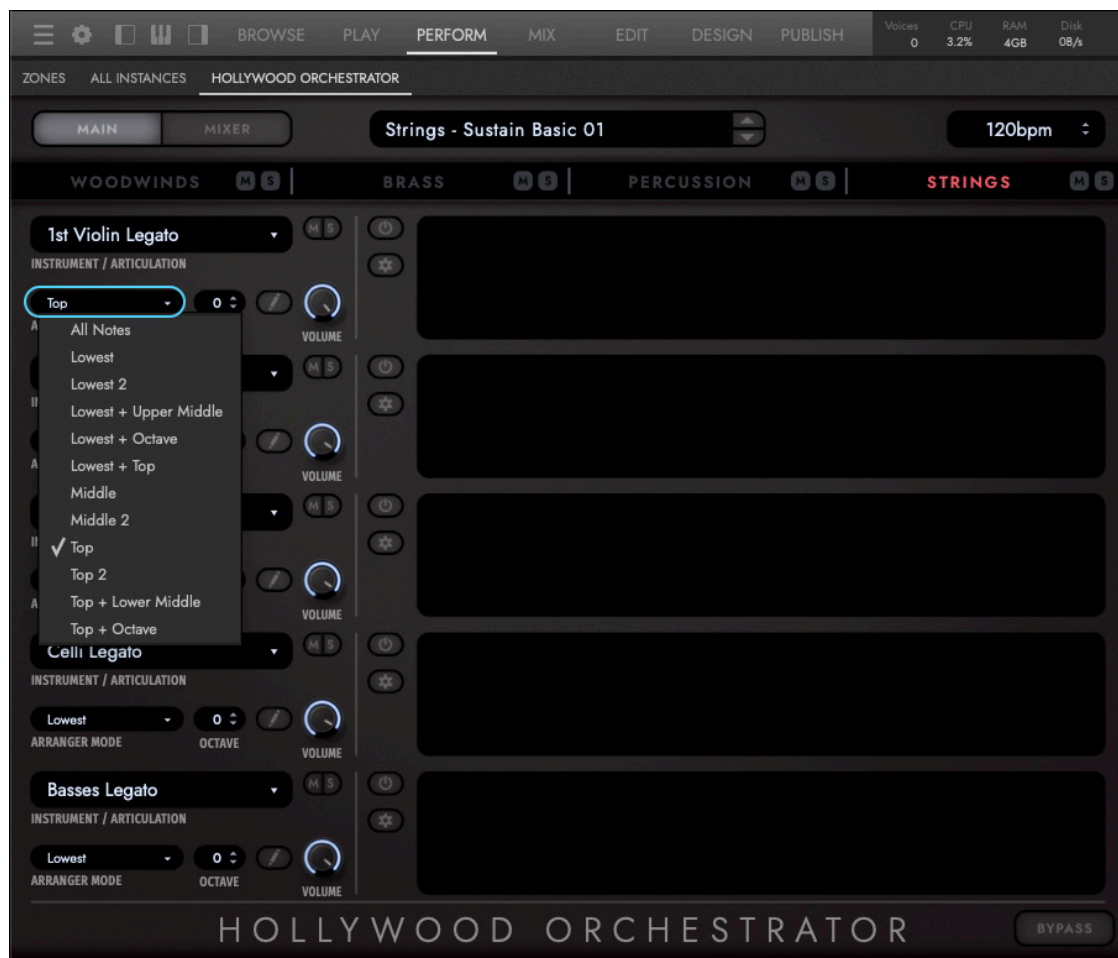 BROWSE PLAY PERFORM MIX EDIT DESIGN PUBLISH Voices 0 CPU 3.2% RAM 4GB Disk 0B/s
ZONES ALL INSTANCES HOLLYWOOD ORCHESTRATOR
MAIN MIXER Strings - Sustain Basic 01 120bpm
WOODWINDS M S BRASS M S PERCUSSION M S STRINGS M S
1st Violin Legato M S
INSTRUMENT / ARTICULATION
Top 0
A VOLUME
All Notes
Lowest
M S
Lowest 2
Lowest + Upper Middle
Lowest + Octave
Lowest + Top
VOLUME
Middle
M S
Middle 2
Top
Top 2
Top + Lower Middle
VOLUME
Top + Octave
Celli Legato M S
INSTRUMENT / ARTICULATION
Lowest 0
ARRANGER MODE OCTAVE VOLUME
Basses Legato M S
INSTRUMENT / ARTICULATION
Lowest 0
ARRANGER MODE OCTAVE VOLUME
HOLLYWOOD ORCHESTRATOR BYPASS